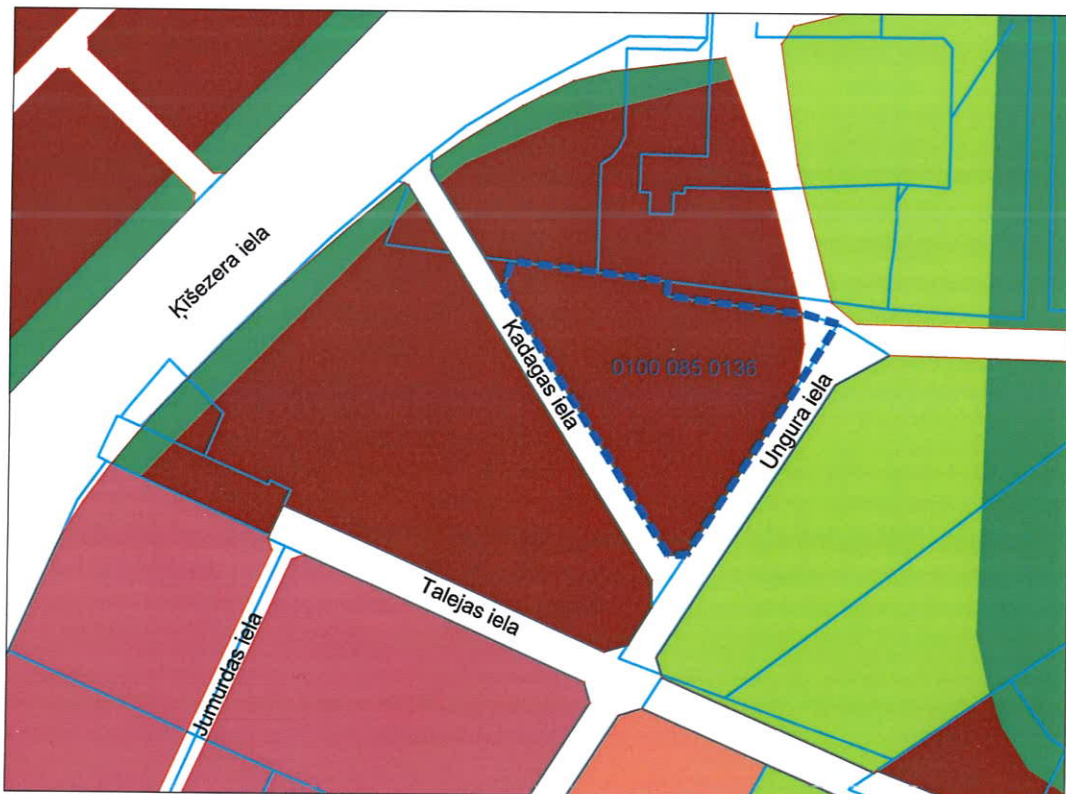 Ķīšezera iela
Kadagas iela
0100 085 0136
Ungura iela
Talejas iela
Jumurdas iela